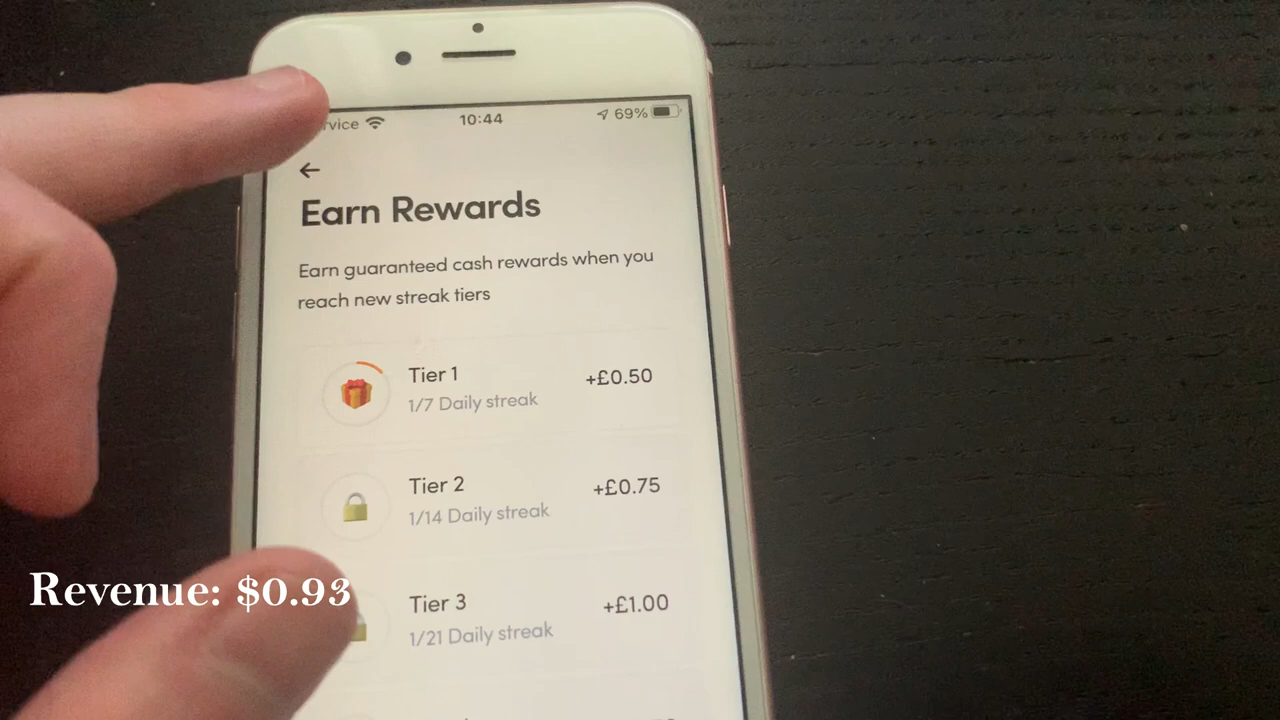 10:44
69%
Earn Rewards
Earn guaranteed cash rewards when you
reach new streak tiers
Tier 1
+£0.50
1/7 Daily streak
Tier 2
+£0.75
1/14 Daily streak
Revenue: $0.93
Tier 3
+£1.00
1/21 Daily streak